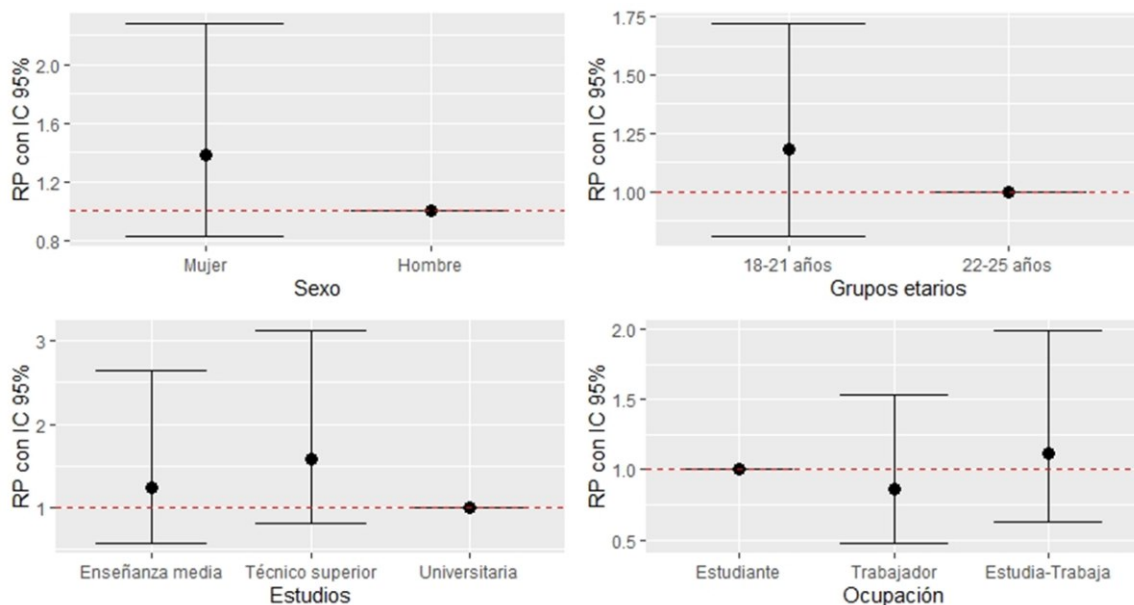 RP con IC 95%
2.0
1.6
1.2
0.8
Mujer Hombre
Sexo
RP con IC 95%
1.75
1.50
1.25
1.00
18-21 años 22-25 años
Grupos etarios
RP con IC 95%
3
2
1
Enseñanza media Técnico superior Universitaria
Estudios
RP con IC 95%
2.0
1.5
1.0
0.5
Estudiante Trabajador Estudia-Trabaja
Ocupación